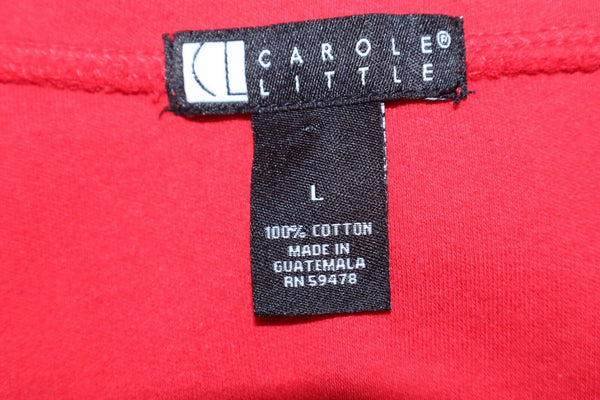 CL CAROLE®
LITTLE
L
100% COTTON
MADE IN
GUATEMALA
RN 59478